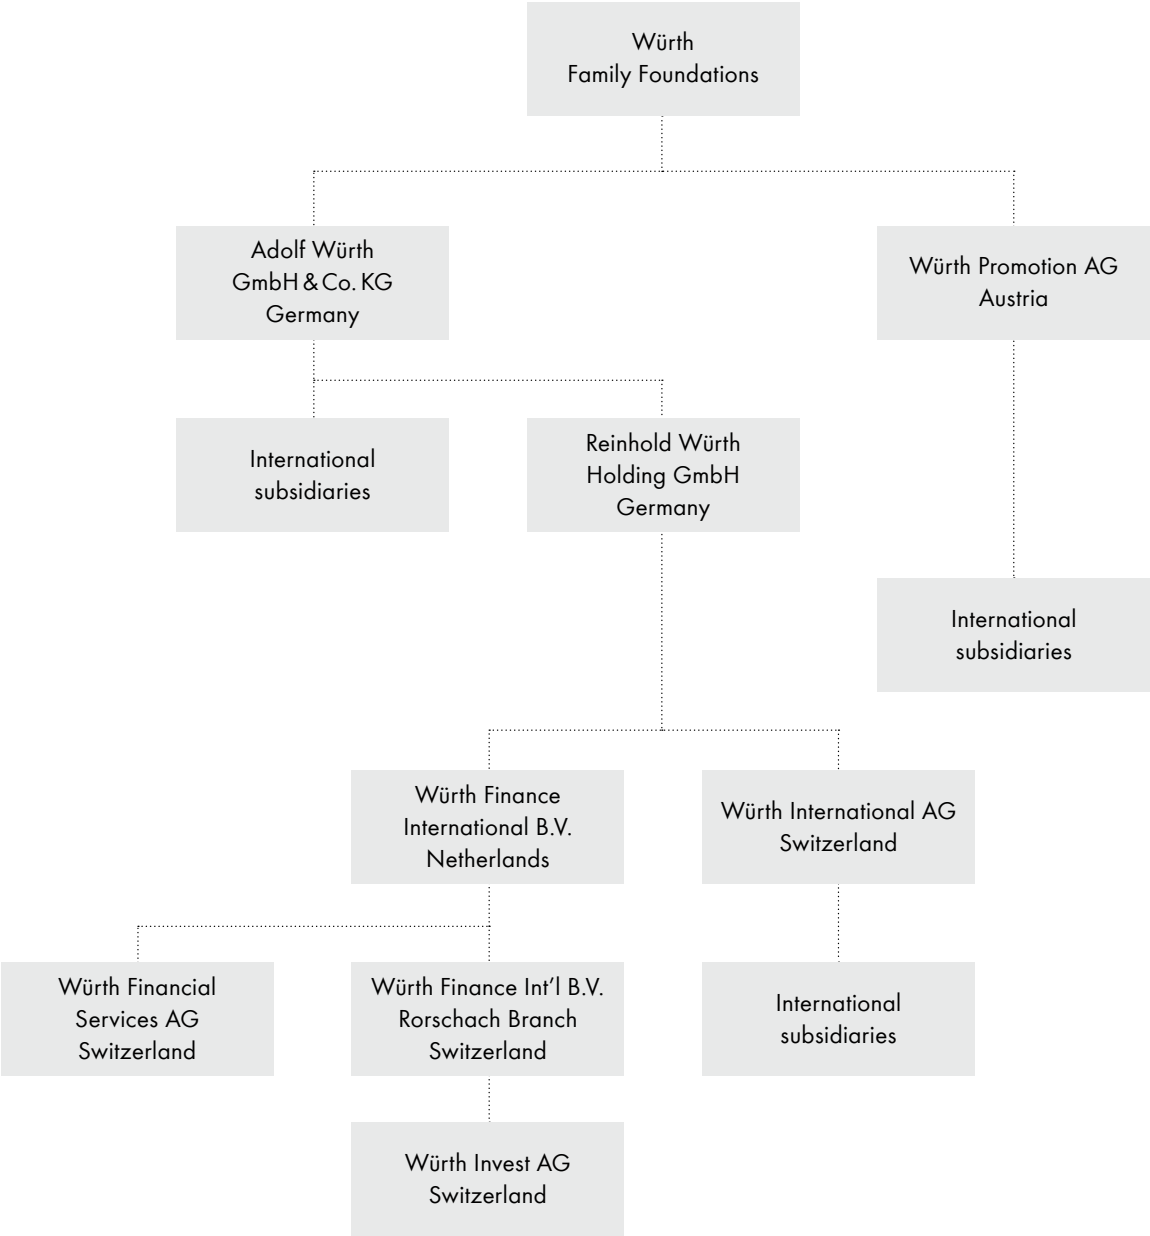 Würth
Family Foundations
Adolf Würth
GmbH & Co. KG
Germany
Würth Promotion AG
Austria
International
subsidiaries
Reinhold Würth
Holding GmbH
Germany
International
subsidiaries
Würth Finance
International B.V.
Netherlands
Würth International AG
Switzerland
Würth Financial
Services AG
Switzerland
Würth Finance Int’l B.V.
Rorschach Branch
Switzerland
International
subsidiaries
Würth Invest AG
Switzerland